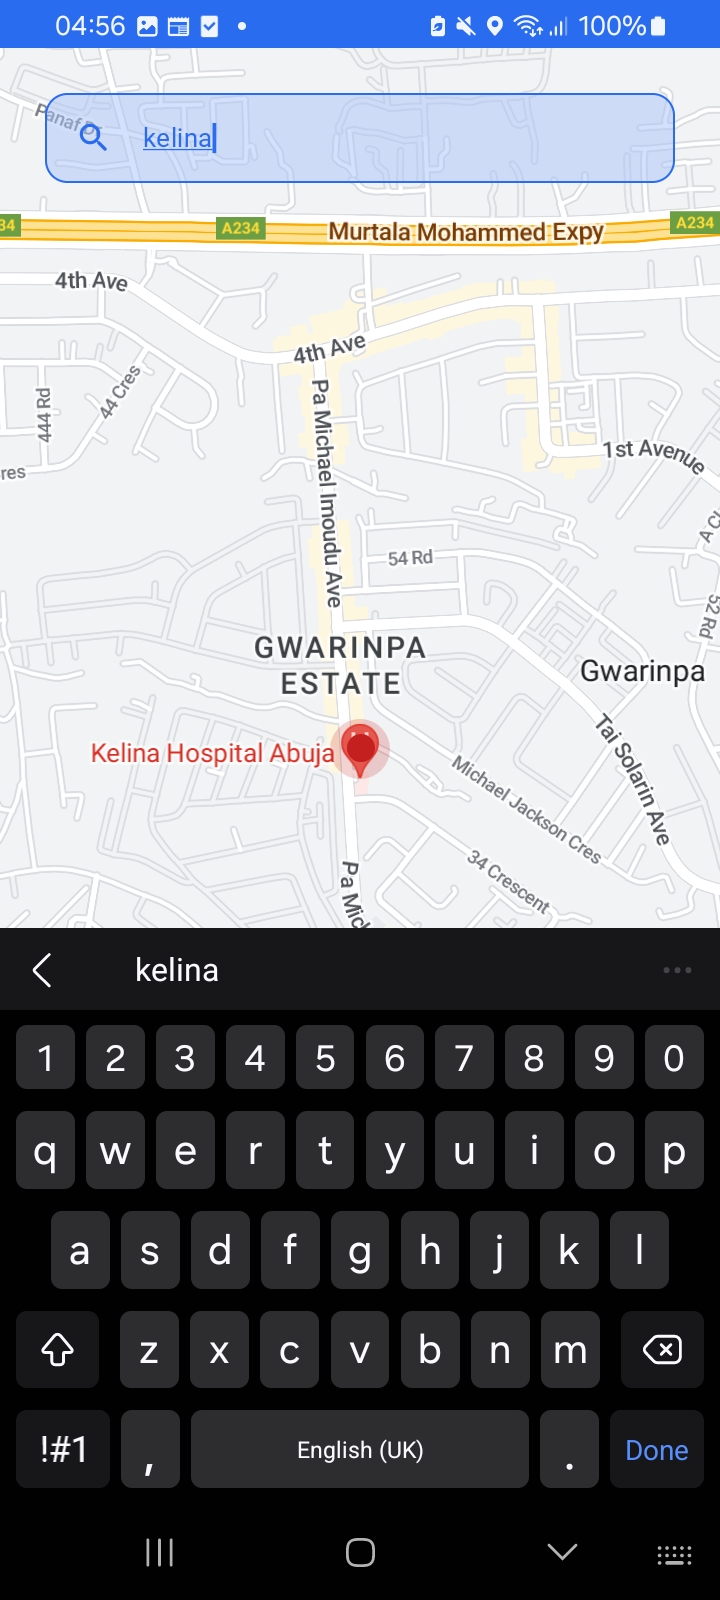 04:56
100%
Panaf Dr
kelina
34
A234
Murtala Mohammed Expy
A234
4th Ave
4th Ave
444 Rd
44 Cres
Pa Michael Imoudu Ave
1st Avenue
res
A Cl
54 Rd
52 Rd
GWARINPA
ESTATE
Gwarinpa
Kelina Hospital Abuja
Tai Solarin Ave
Michael Jackson Cres
34 Crescent
Pa Mich
kelina
1 2 3 4 5 6 7 8 9 0
q w e r t y u i o p
a s d f g h j k l
z x c v b n m
!#1 , English (UK) . Done